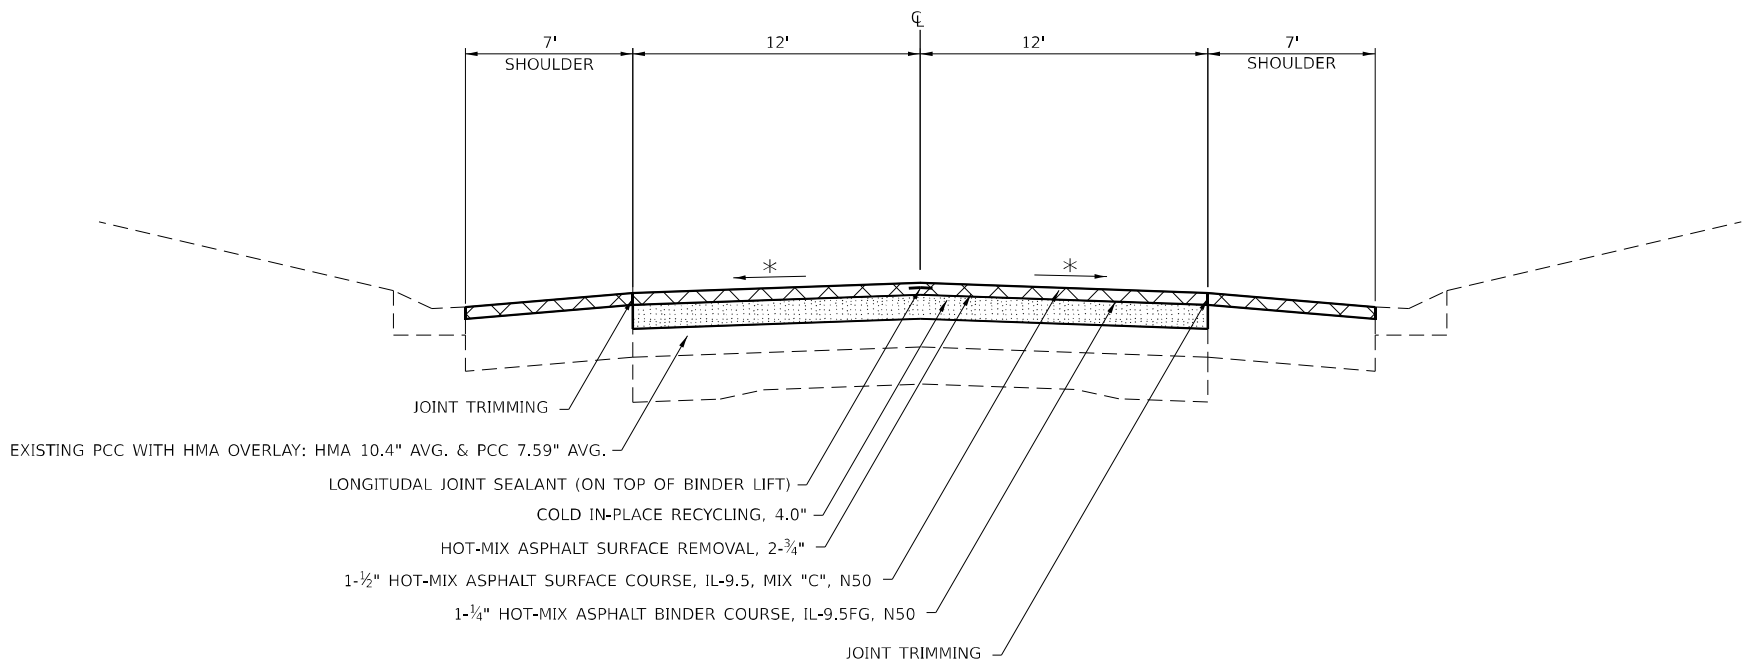 ℄
7' 12' 12' 7'
SHOULDER SHOULDER
* *
JOINT TRIMMING
EXISTING PCC WITH HMA OVERLAY: HMA 10.4" AVG. & PCC 7.59" AVG.
LONGITUDAL JOINT SEALANT (ON TOP OF BINDER LIFT)
COLD IN-PLACE RECYCLING, 4.0"
HOT-MIX ASPHALT SURFACE REMOVAL, 2-¾"
1-½" HOT-MIX ASPHALT SURFACE COURSE, IL-9.5, MIX "C", N50
1-¼" HOT-MIX ASPHALT BINDER COURSE, IL-9.5FG, N50
JOINT TRIMMING